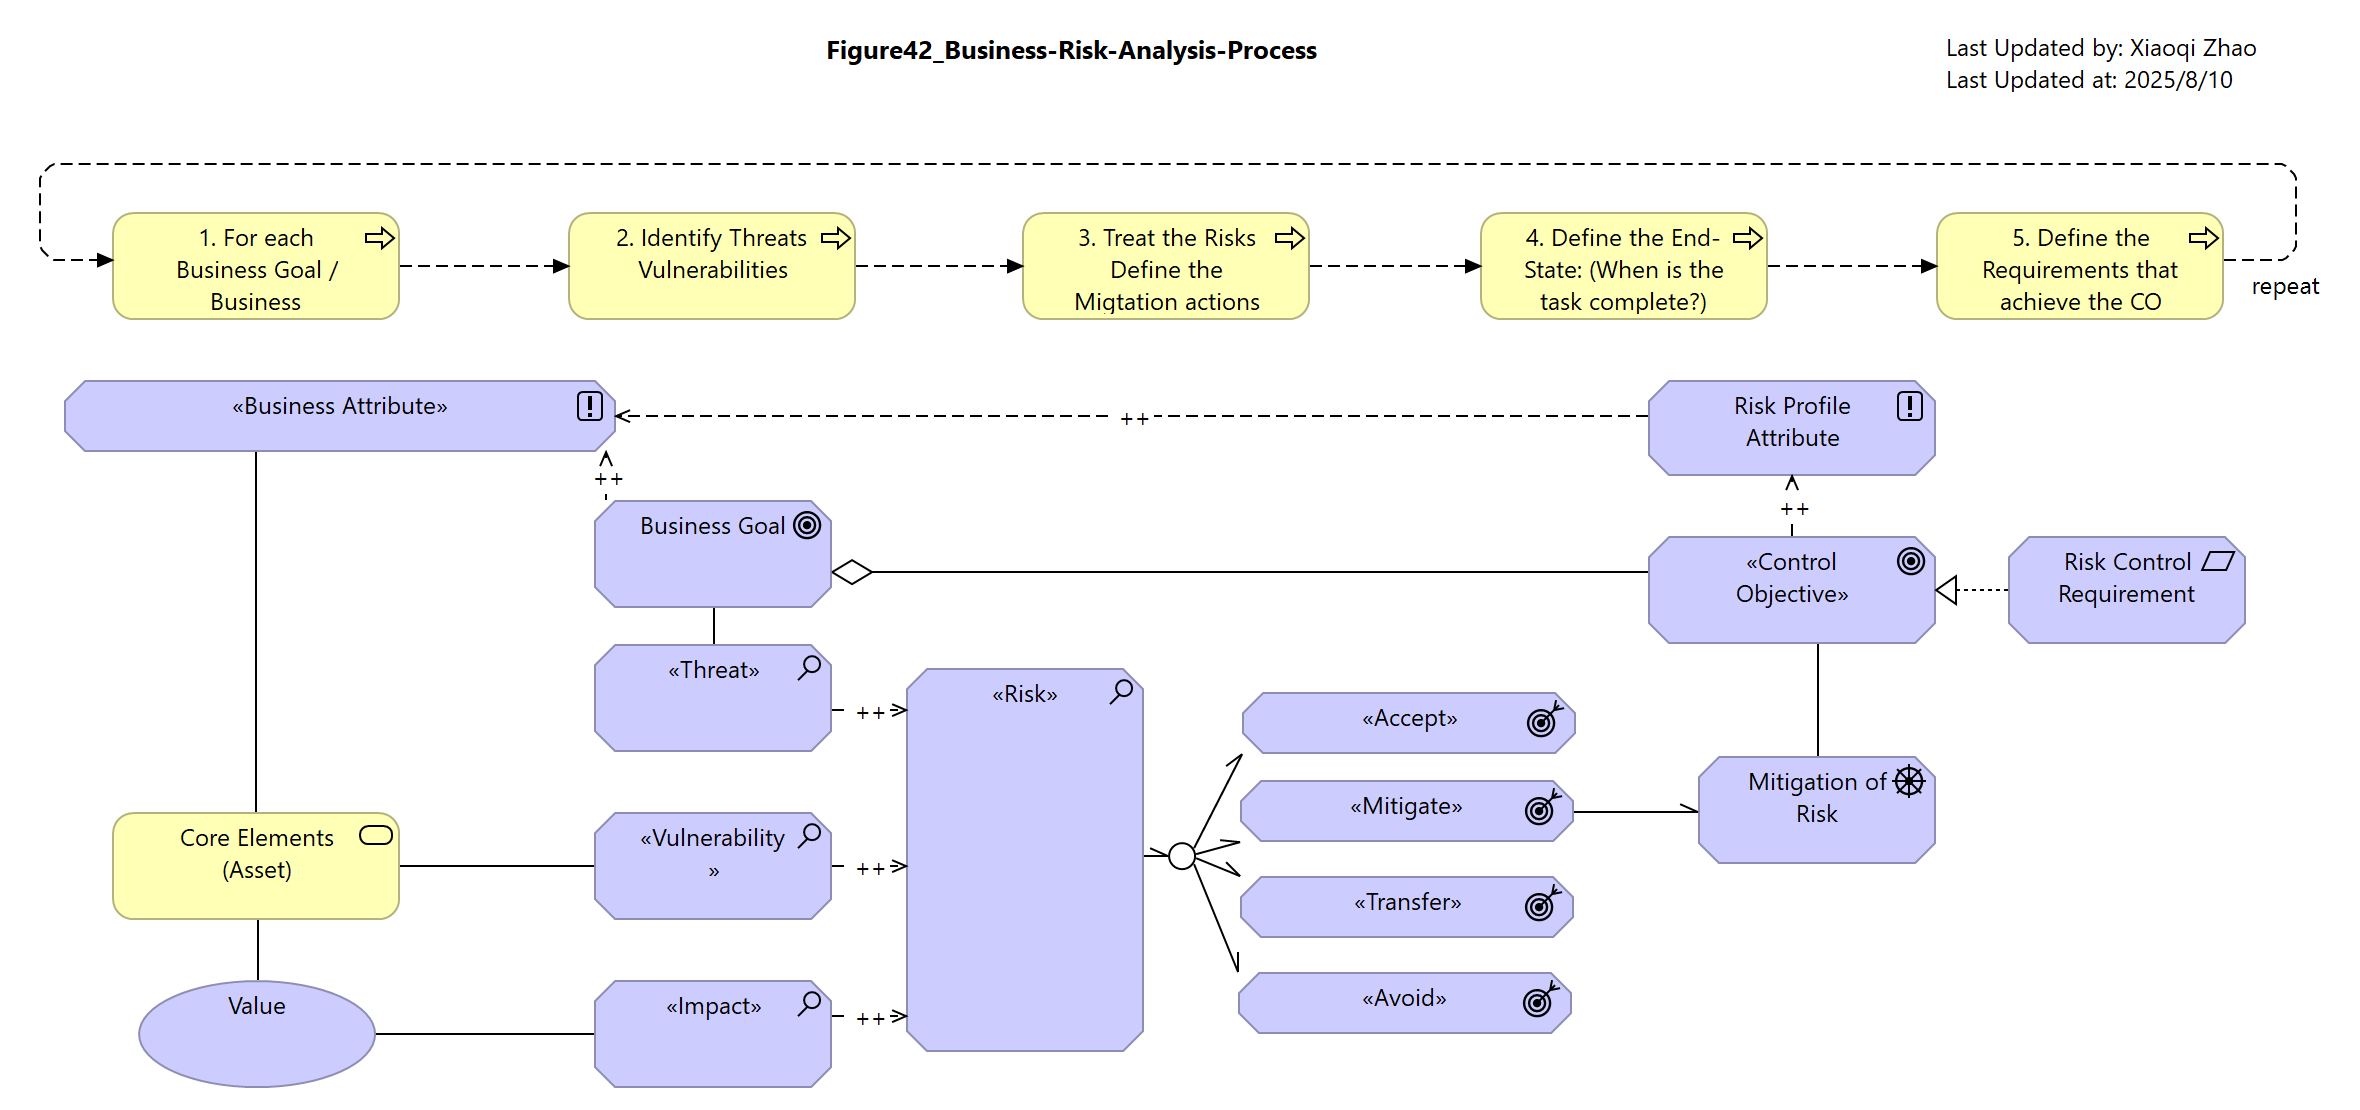 Figure42_Business-Risk-Analysis-Process
Last Updated by: Xiaoqi Zhao
Last Updated at: 2025/8/10
1. For each
Business Goal /
Business
2. Identify Threats
Vulnerabilities
3. Treat the Risks
Define the
Migtation actions
4. Define the End-
State: (When is the
task complete?)
5. Define the
Requirements that
achieve the CO
repeat
«Business Attribute»
++
Risk Profile
Attribute
++
Business Goal
++
«Control
Objective»
Risk Control
Requirement
«Threat»
++
«Risk»
«Accept»
«Mitigate»
Mitigation of
Risk
Core Elements
(Asset)
«Vulnerability
»
++
«Transfer»
Value
«Impact»
++
«Avoid»